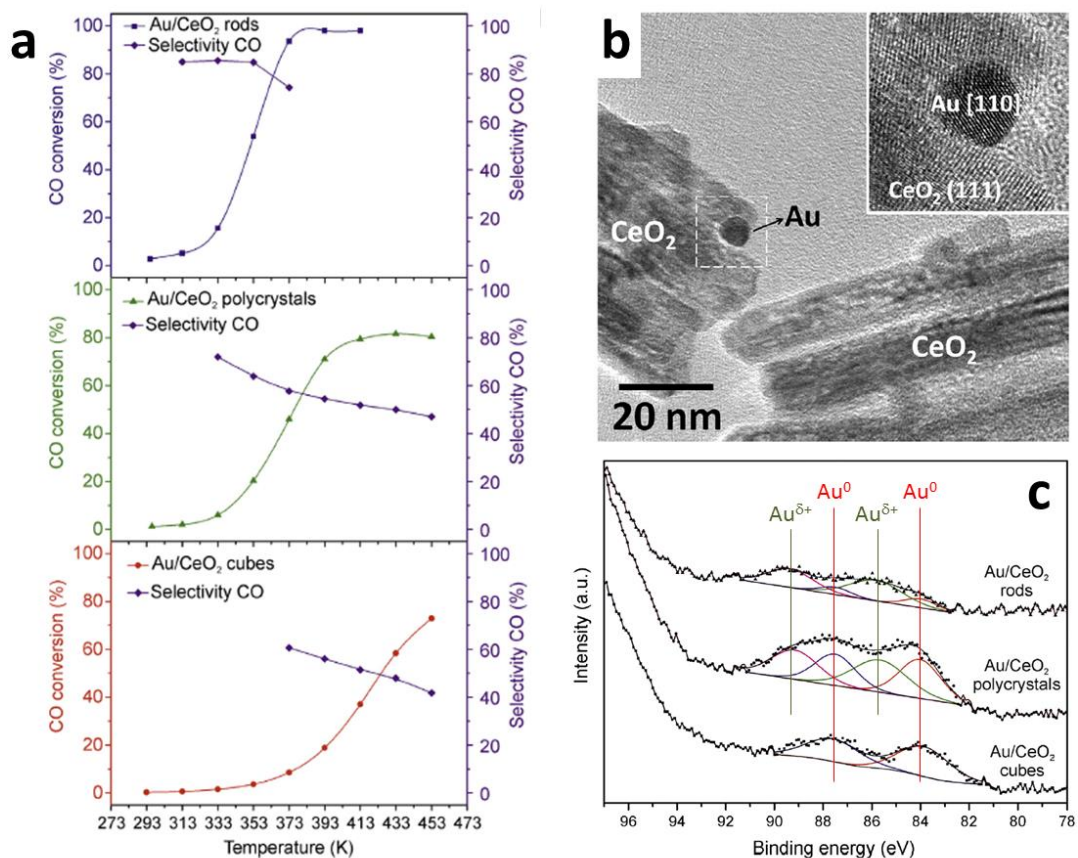 a
Au/CeO₂ rods
Selectivity CO
CO conversion (%)
Selectivity CO (%)
100
80
60
40
20
0
100
80
60
40
20
0
Au/CeO₂ polycrystals
Selectivity CO
CO conversion (%)
Selectivity CO (%)
100
80
60
40
20
0
100
80
60
40
20
0
Au/CeO₂ cubes
Selectivity CO
CO conversion (%)
Selectivity CO (%)
100
80
60
40
20
0
100
80
60
40
20
0
273 293 313 333 353 373 393 413 433 453 473
Temperature (K)
b
Au [110]
CeO₂ (111)
CeO₂
Au
CeO₂
20 nm
c
Au⁰ Au⁰
Auδ+ Auδ+
Au/CeO₂
rods
Au/CeO₂
polycrystals
Au/CeO₂
cubes
Intensity (a.u.)
96 94 92 90 88 86 84 82 80 78
Binding energy (eV)